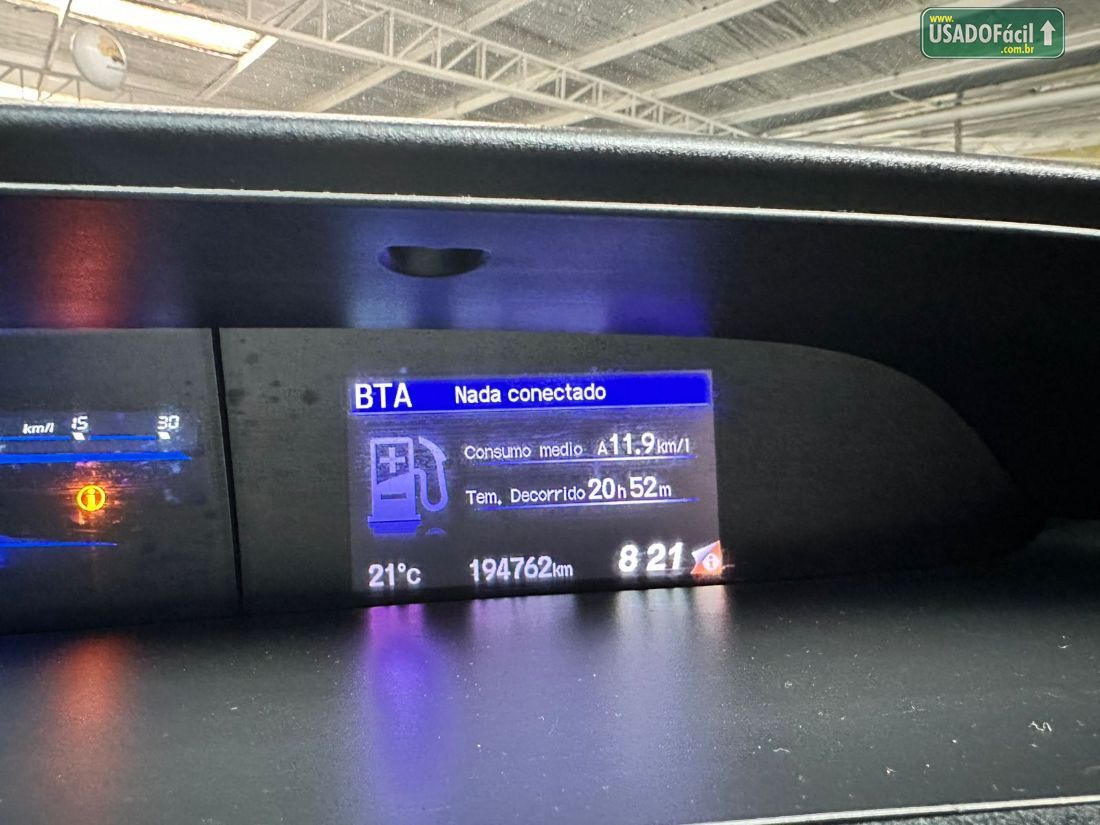 www.
USADOFácil
.com.br
BTA Nada conectado
km/l 15 30
Consumo medio A11.9km/l
Tem. Decorrido 20h 52m
21°c 194762km 8 21